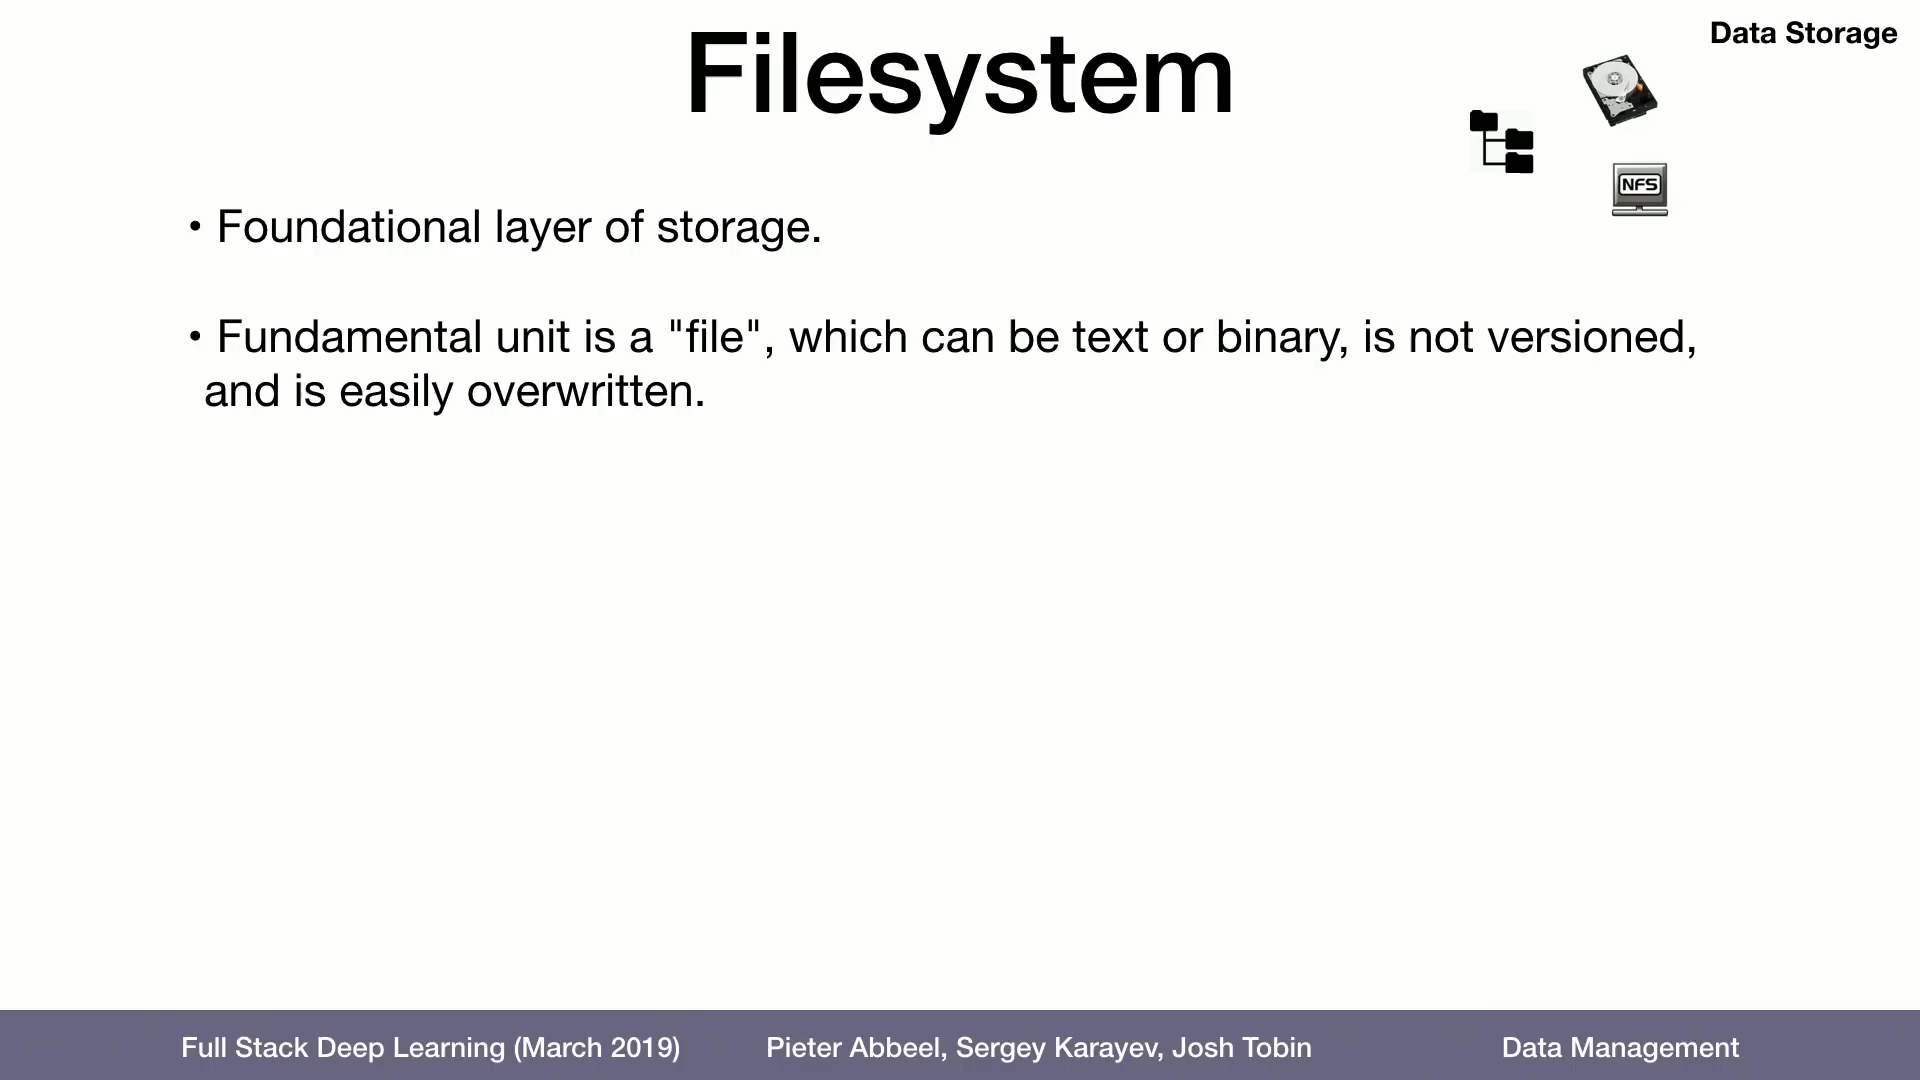 Data Storage
Filesystem
NFS
• Foundational layer of storage.
• Fundamental unit is a "file", which can be text or binary, is not versioned,
and is easily overwritten.
Full Stack Deep Learning (March 2019)
Pieter Abbeel, Sergey Karayev, Josh Tobin
Data Management